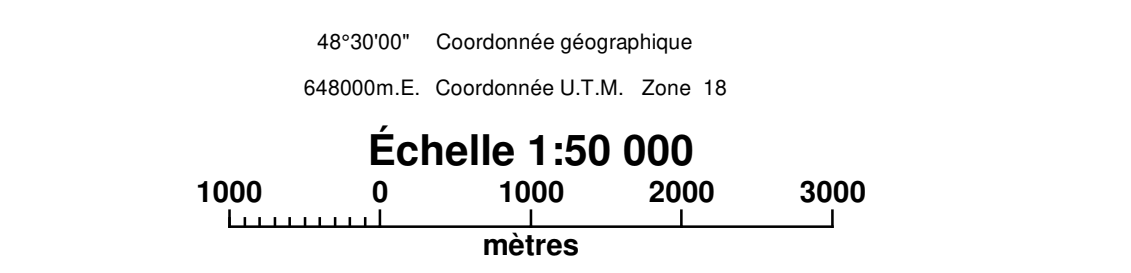 48°30'00" Coordonnée géographique
648000m.E. Coordonnée U.T.M. Zone 18
Échelle 1:50 000
1000 0 1000 2000 3000
mètres